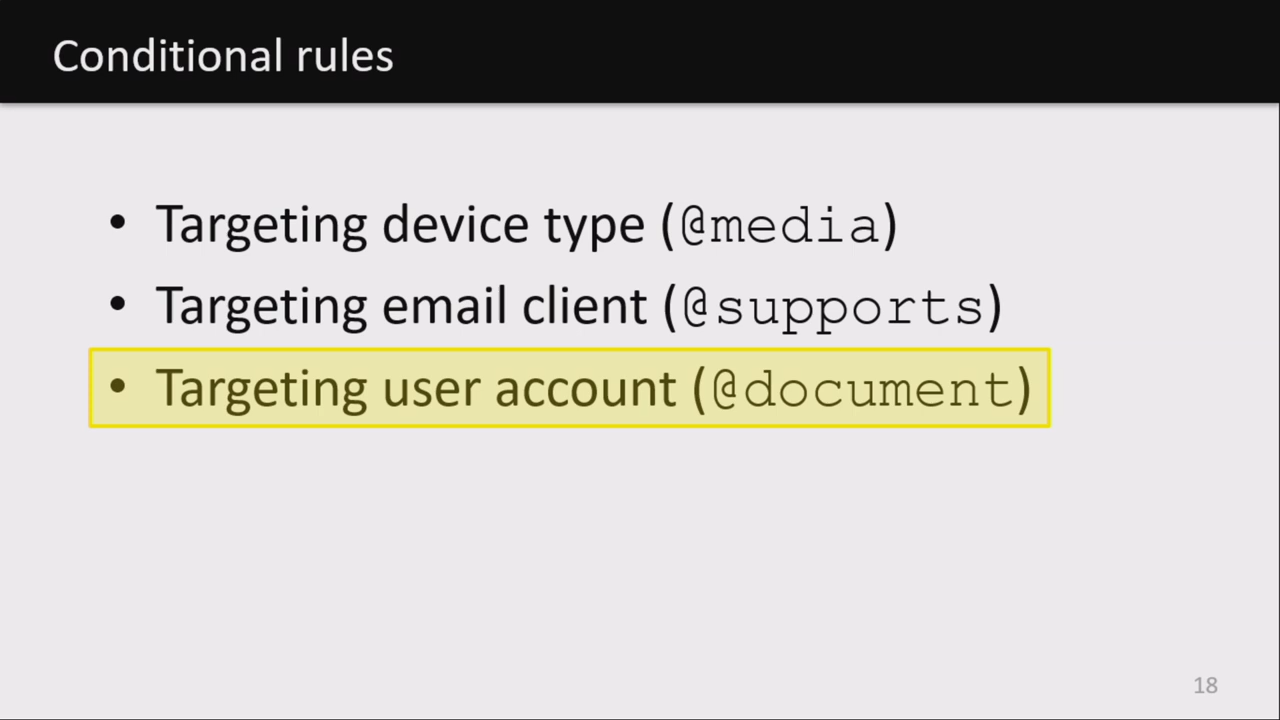 Conditional rules
• Targeting device type (@media)
• Targeting email client (@supports)
• Targeting user account (@document)
18